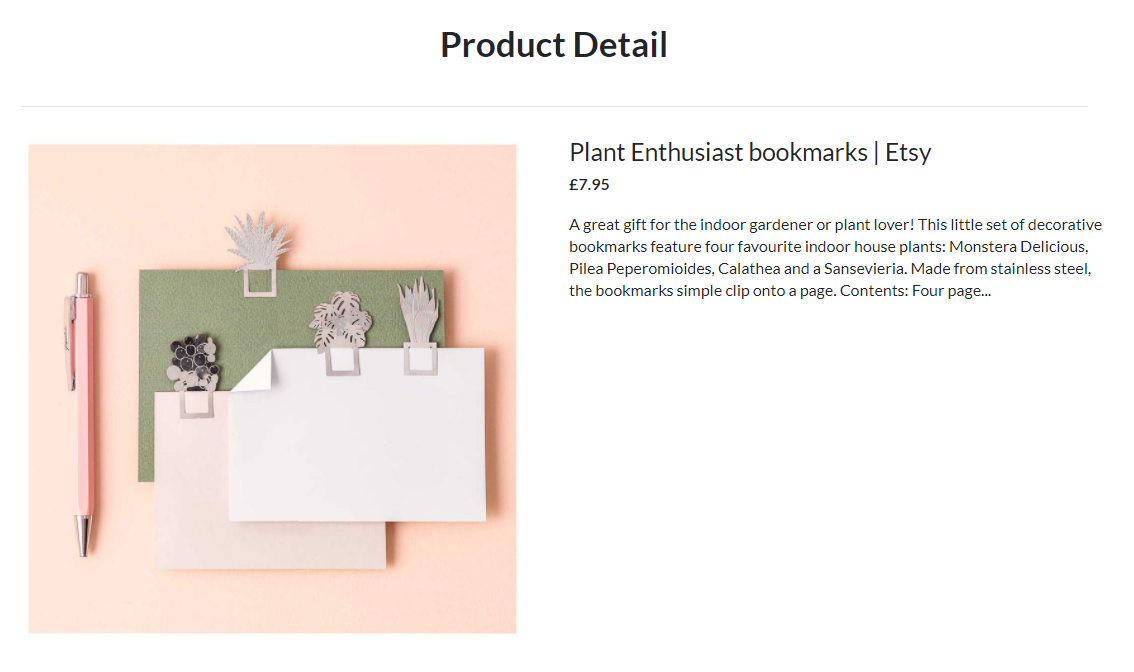 Product Detail
Plant Enthusiast bookmarks | Etsy
£7.95
A great gift for the indoor gardener or plant lover! This little set of decorative
bookmarks feature four favourite indoor house plants: Monstera Delicious,
Pilea Peperomioides, Calathea and a Sansevieria. Made from stainless steel,
the bookmarks simple clip onto a page. Contents: Four page...